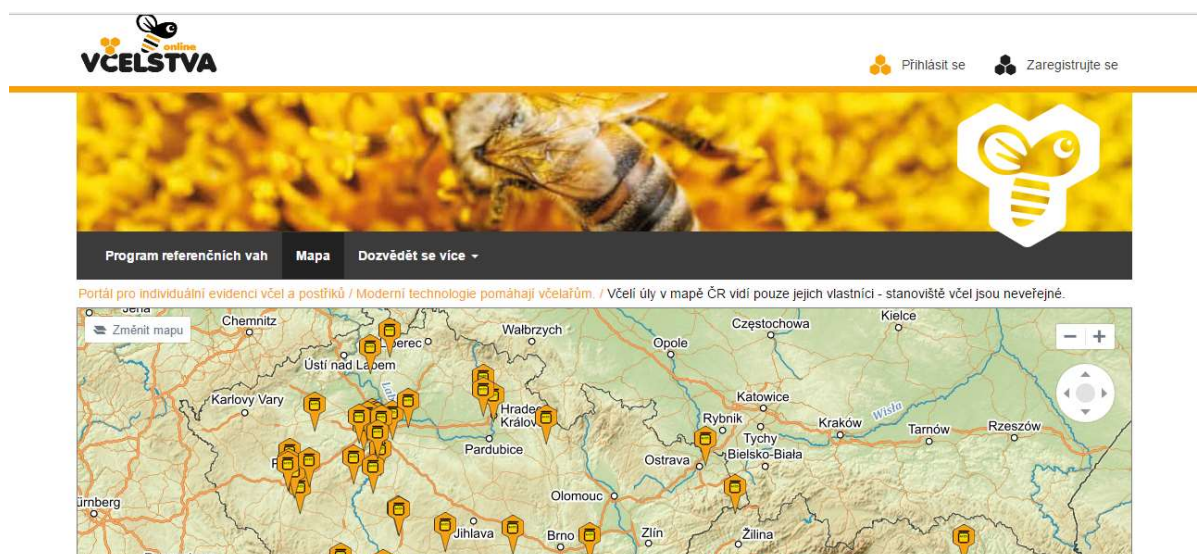 online
VČELSTVA
Přihlásit se
Zaregistrujte se
Program referenčních vah
Mapa
Dozvědět se více
Portál pro individuální evidenci včel a postřiků / Moderní technologie pomáhají včelařům. / Včelí úly v mapě ČR vidí pouze jejich vlastníci - stanoviště včel jsou neveřejné.
Změnit mapu
Chemnitz
Wałbrzych
Opole
Częstochowa
Kielce
Ústí nad Labem
Karlovy Vary
Katowice
Rybnik
Kraków
Wisła
Tarnów
Rzeszów
Tychy
Pardubice
Ostrava
Bielsko-Biała
Olomouc
Jihlava
Brno
Zlín
Žilina